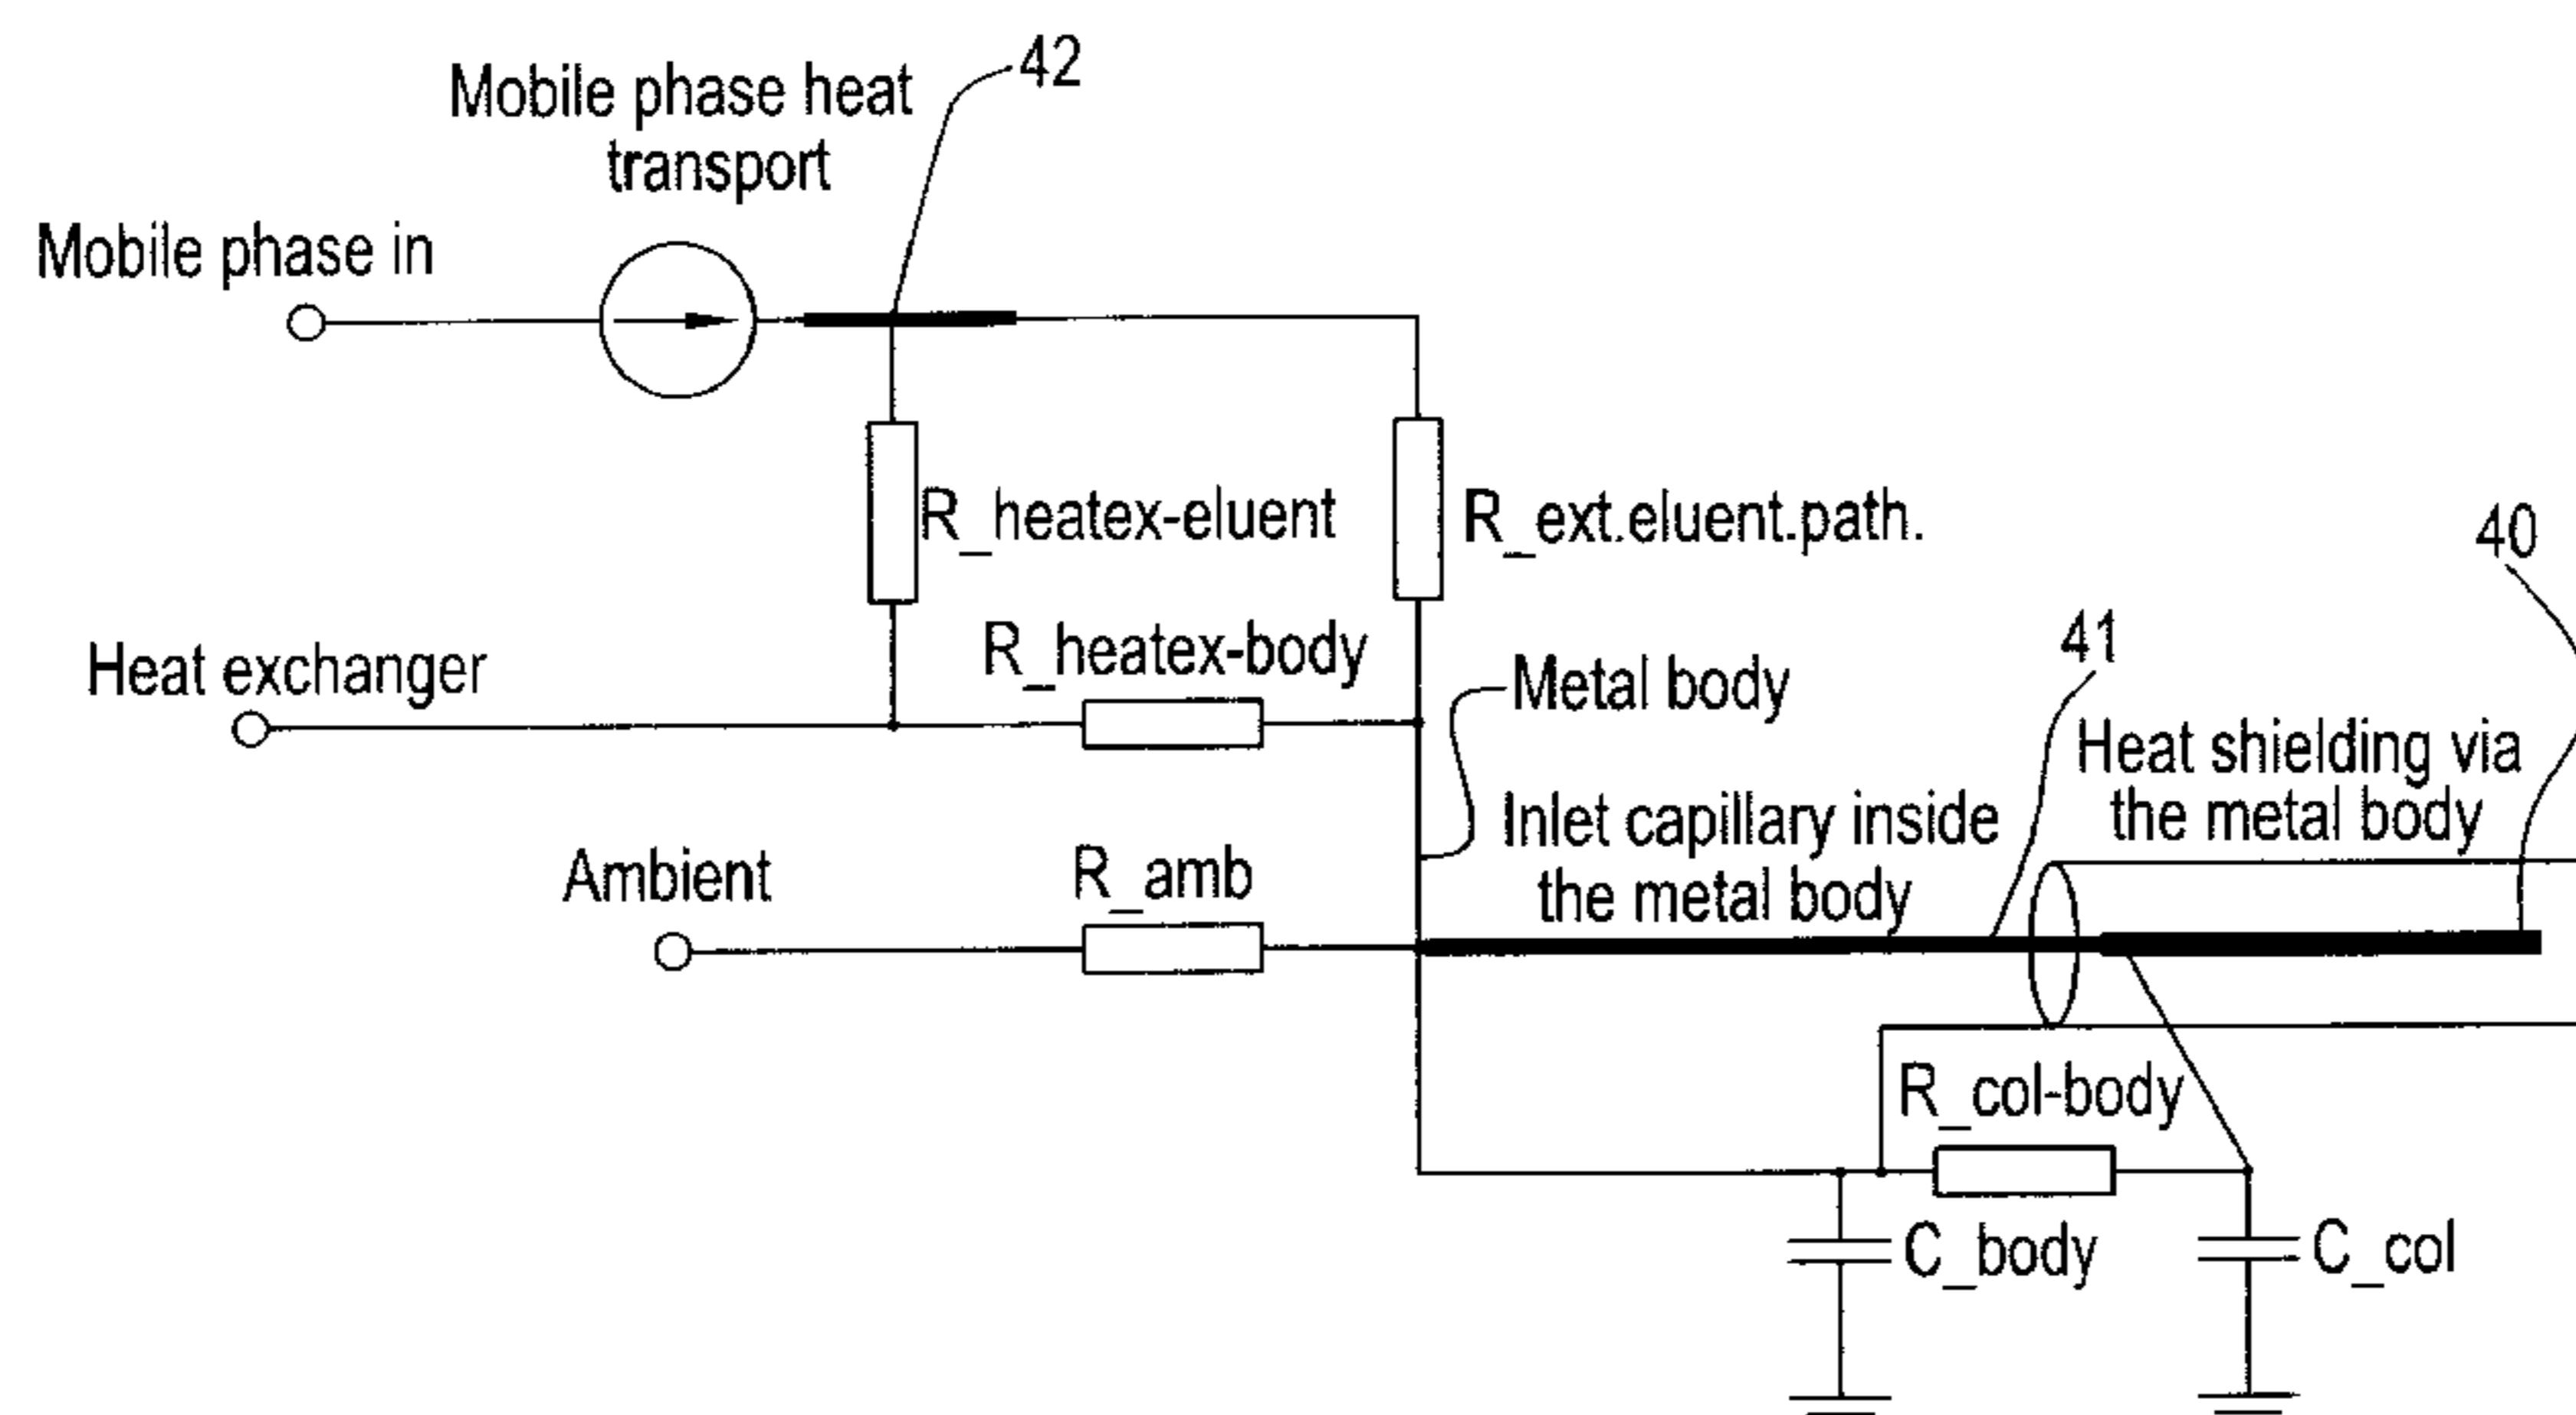 42
Mobile phase heat
transport
Mobile phase in
R_heatex-eluent
R_ext.eluent.path.
40
Heat exchanger
R_heatex-body
Metal body
41
Heat shielding via
the metal body
Inlet capillary inside
the metal body
Ambient
R_amb
R_col-body
C_body
C_col